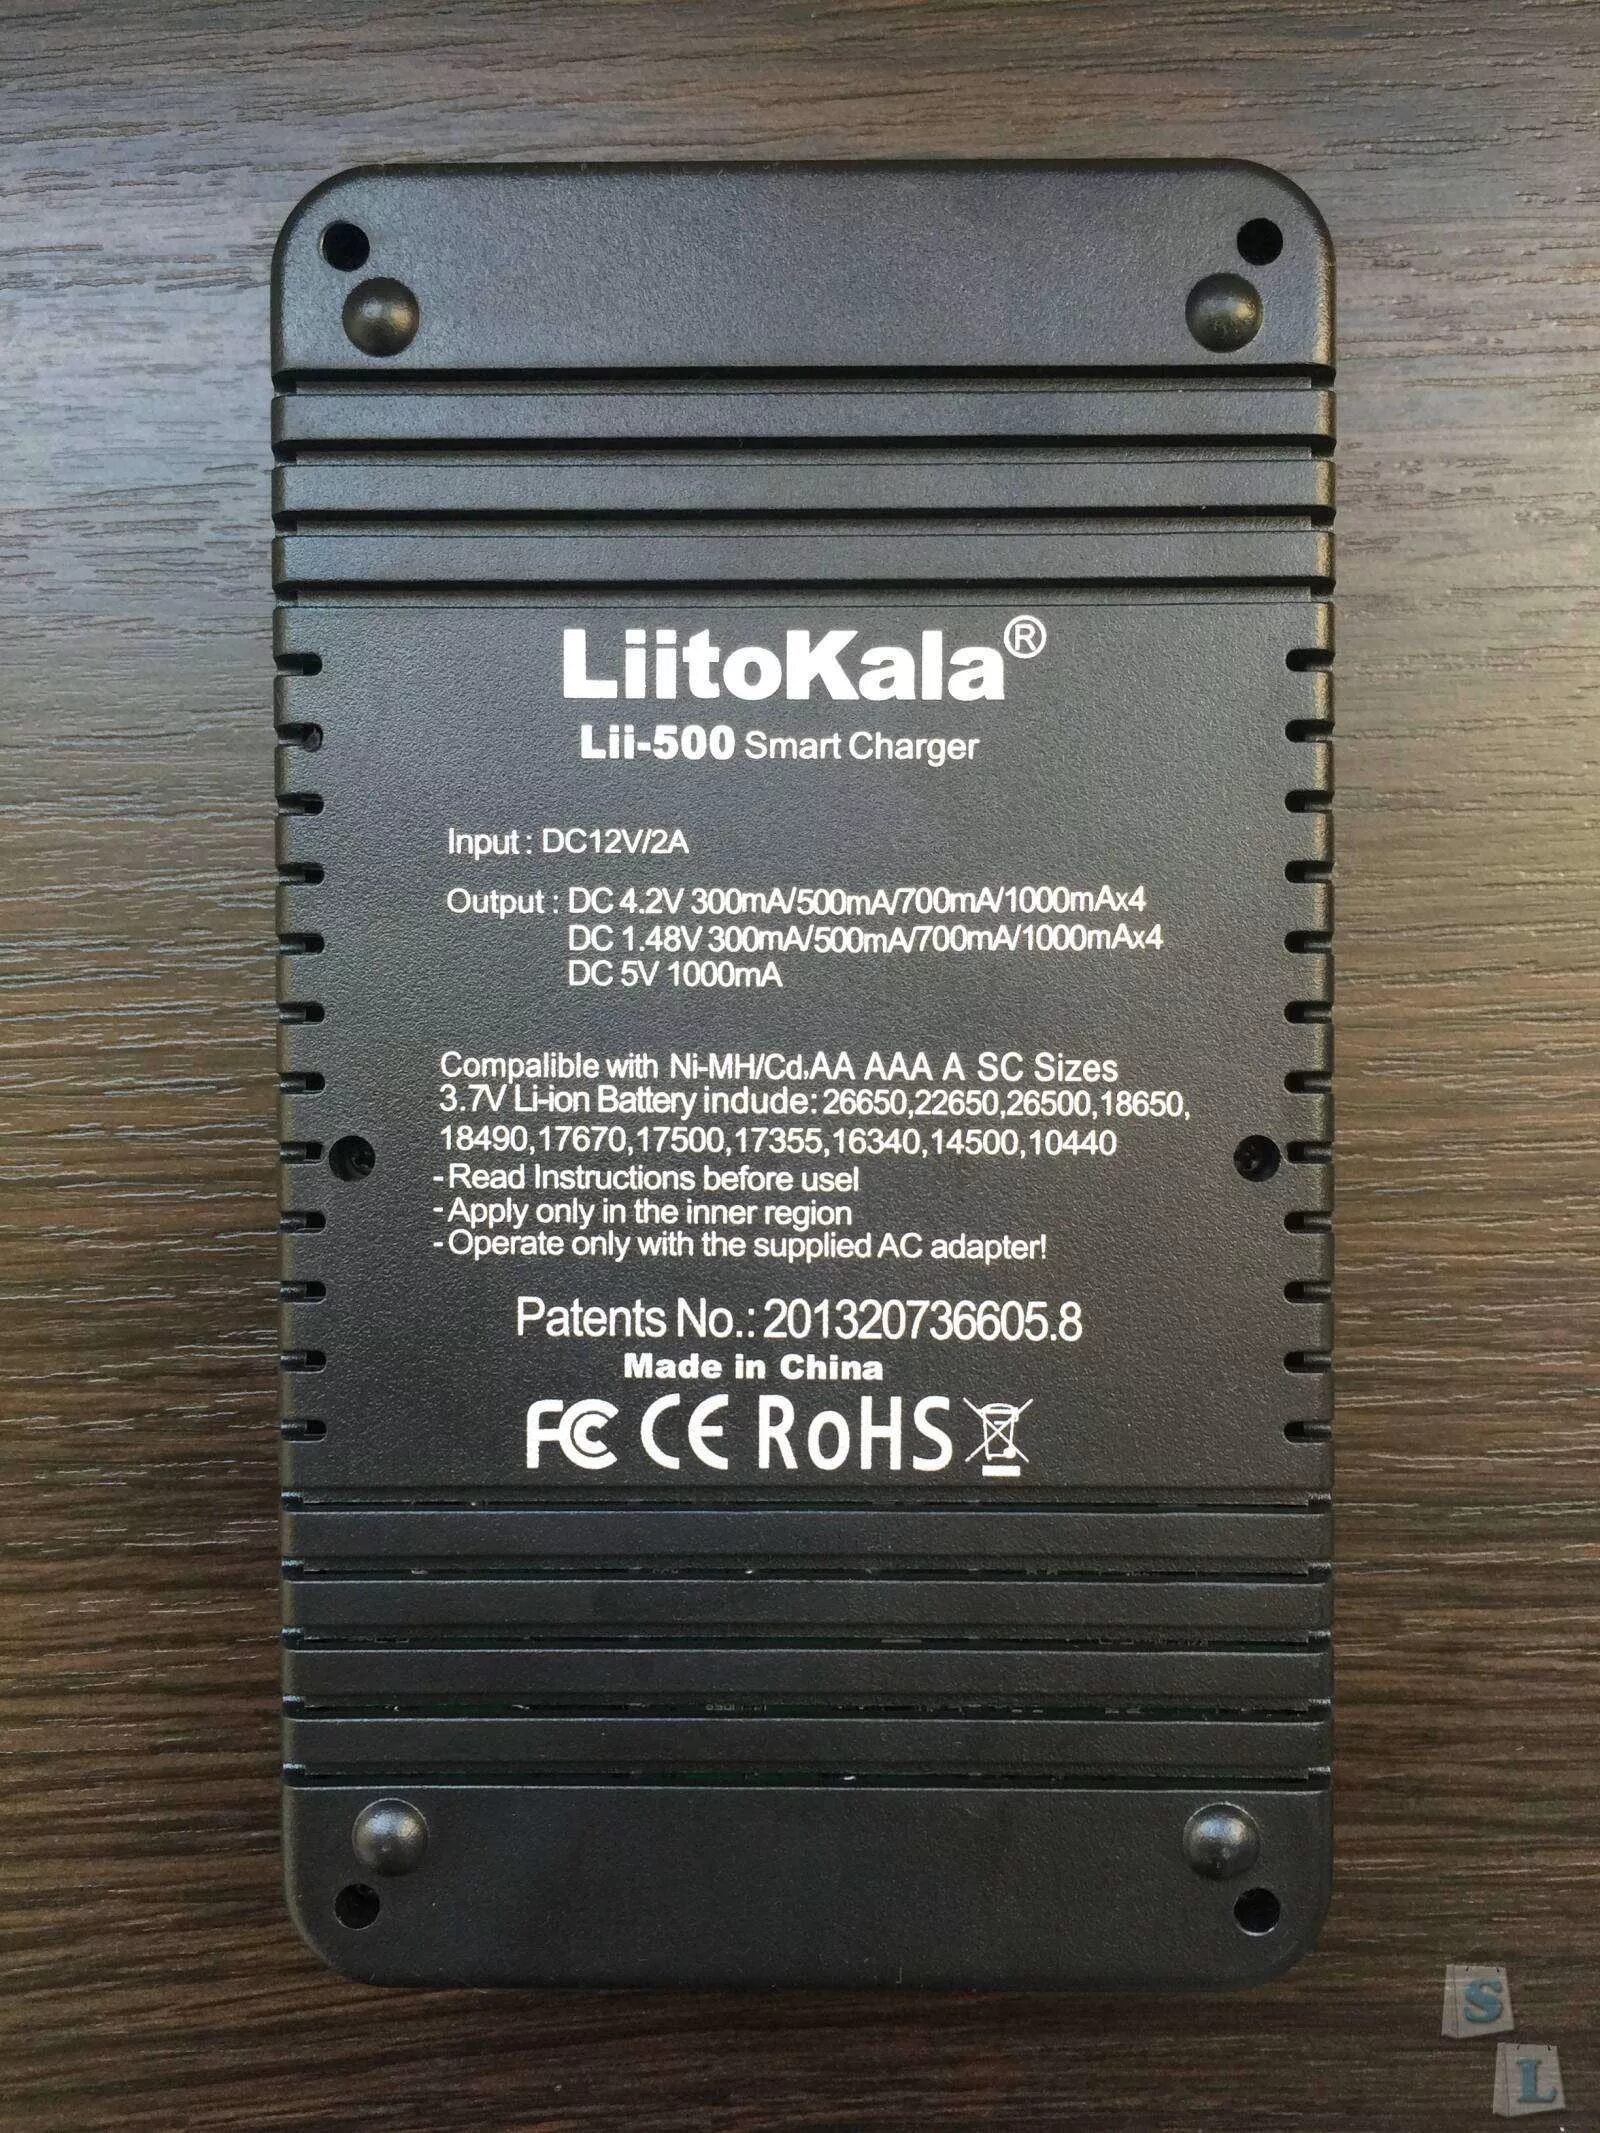 LiitoKala®
Lii-500 Smart Charger
Input : DC12V/2A
Output : DC 4.2V 300mA/500mA/700mA/1000mAx4
DC 1.48V 300mA/500mA/700mA/1000mAx4
DC 5V 1000mA
Compalible with Ni-MH/Cd,AA AAA A SC Sizes
3.7V Li-ion Battery indude: 26650,22650,26500,18650,
18490,17670,17500,17355,16340,14500,10440
-Read Instructions before usel
-Apply only in the inner region
-Operate only with the supplied AC adapter!
Patents No.: 201320736605.8
Made in China
FC CE RoHS
S
L